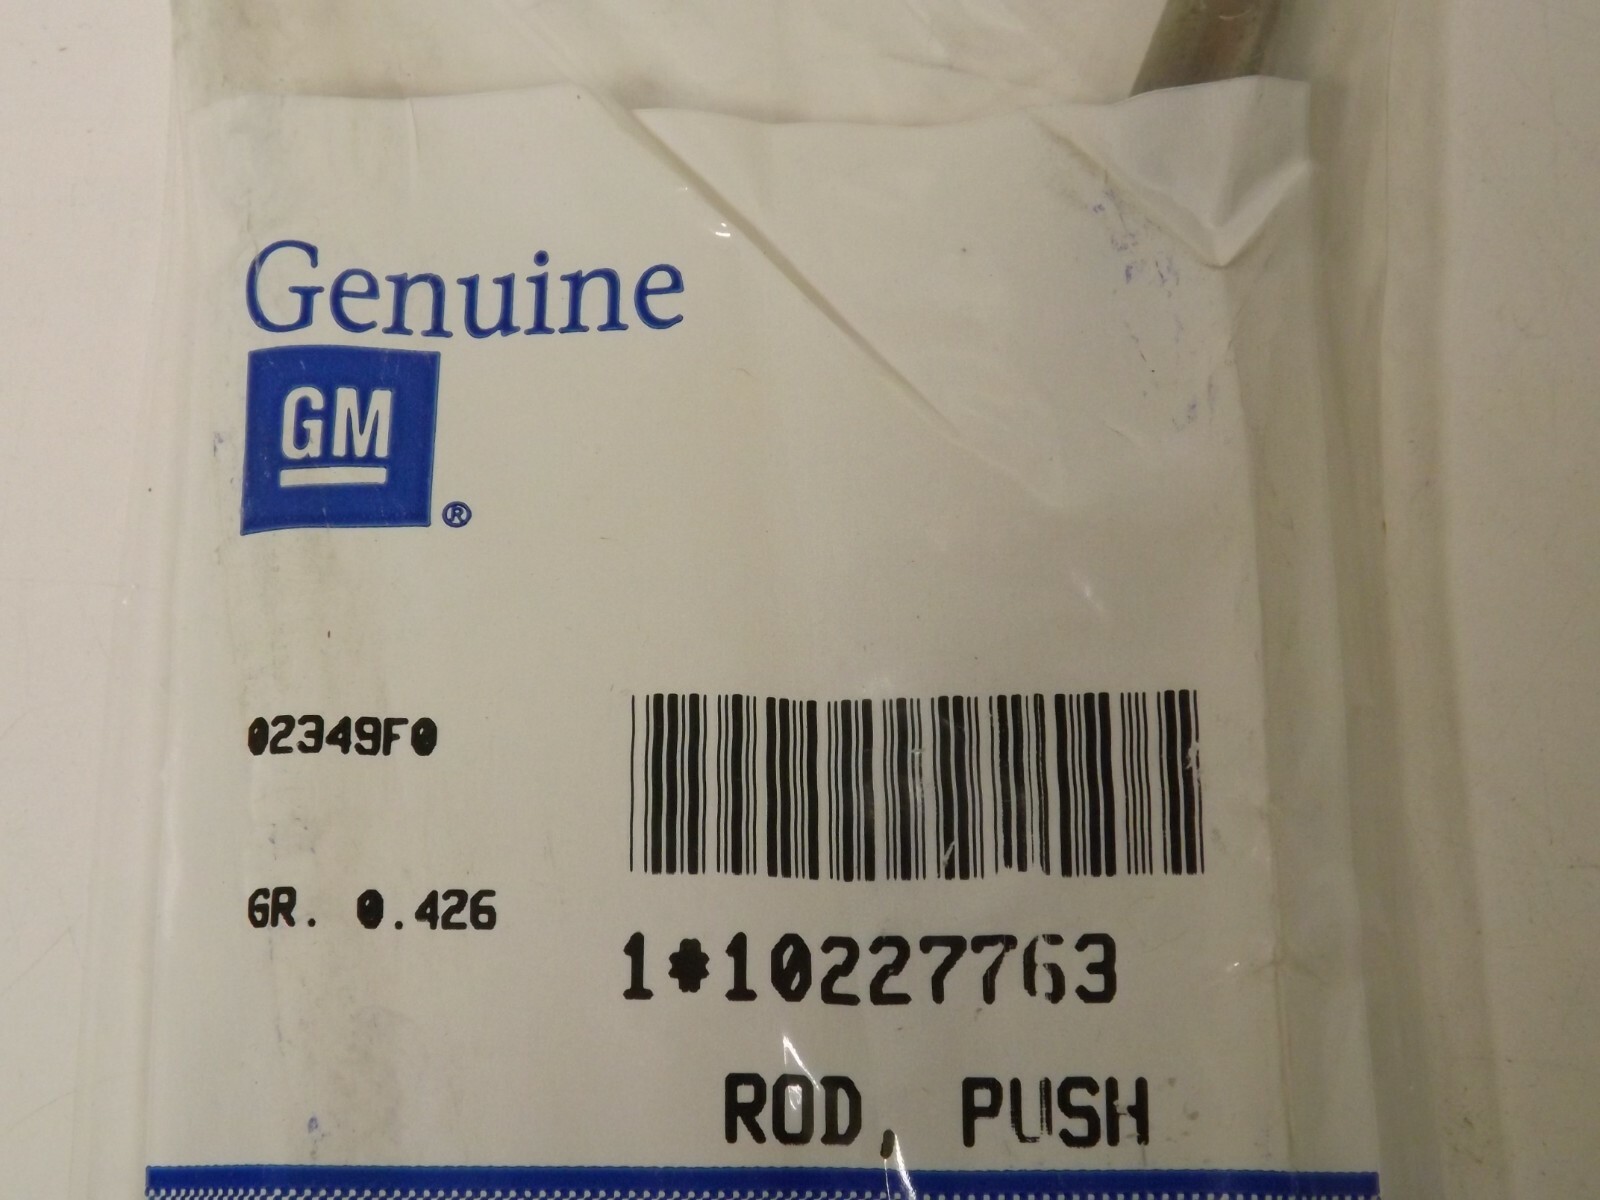 Genuine
GM
®
02349F0
GR. 0.426
1*10227763
ROD, PUSH